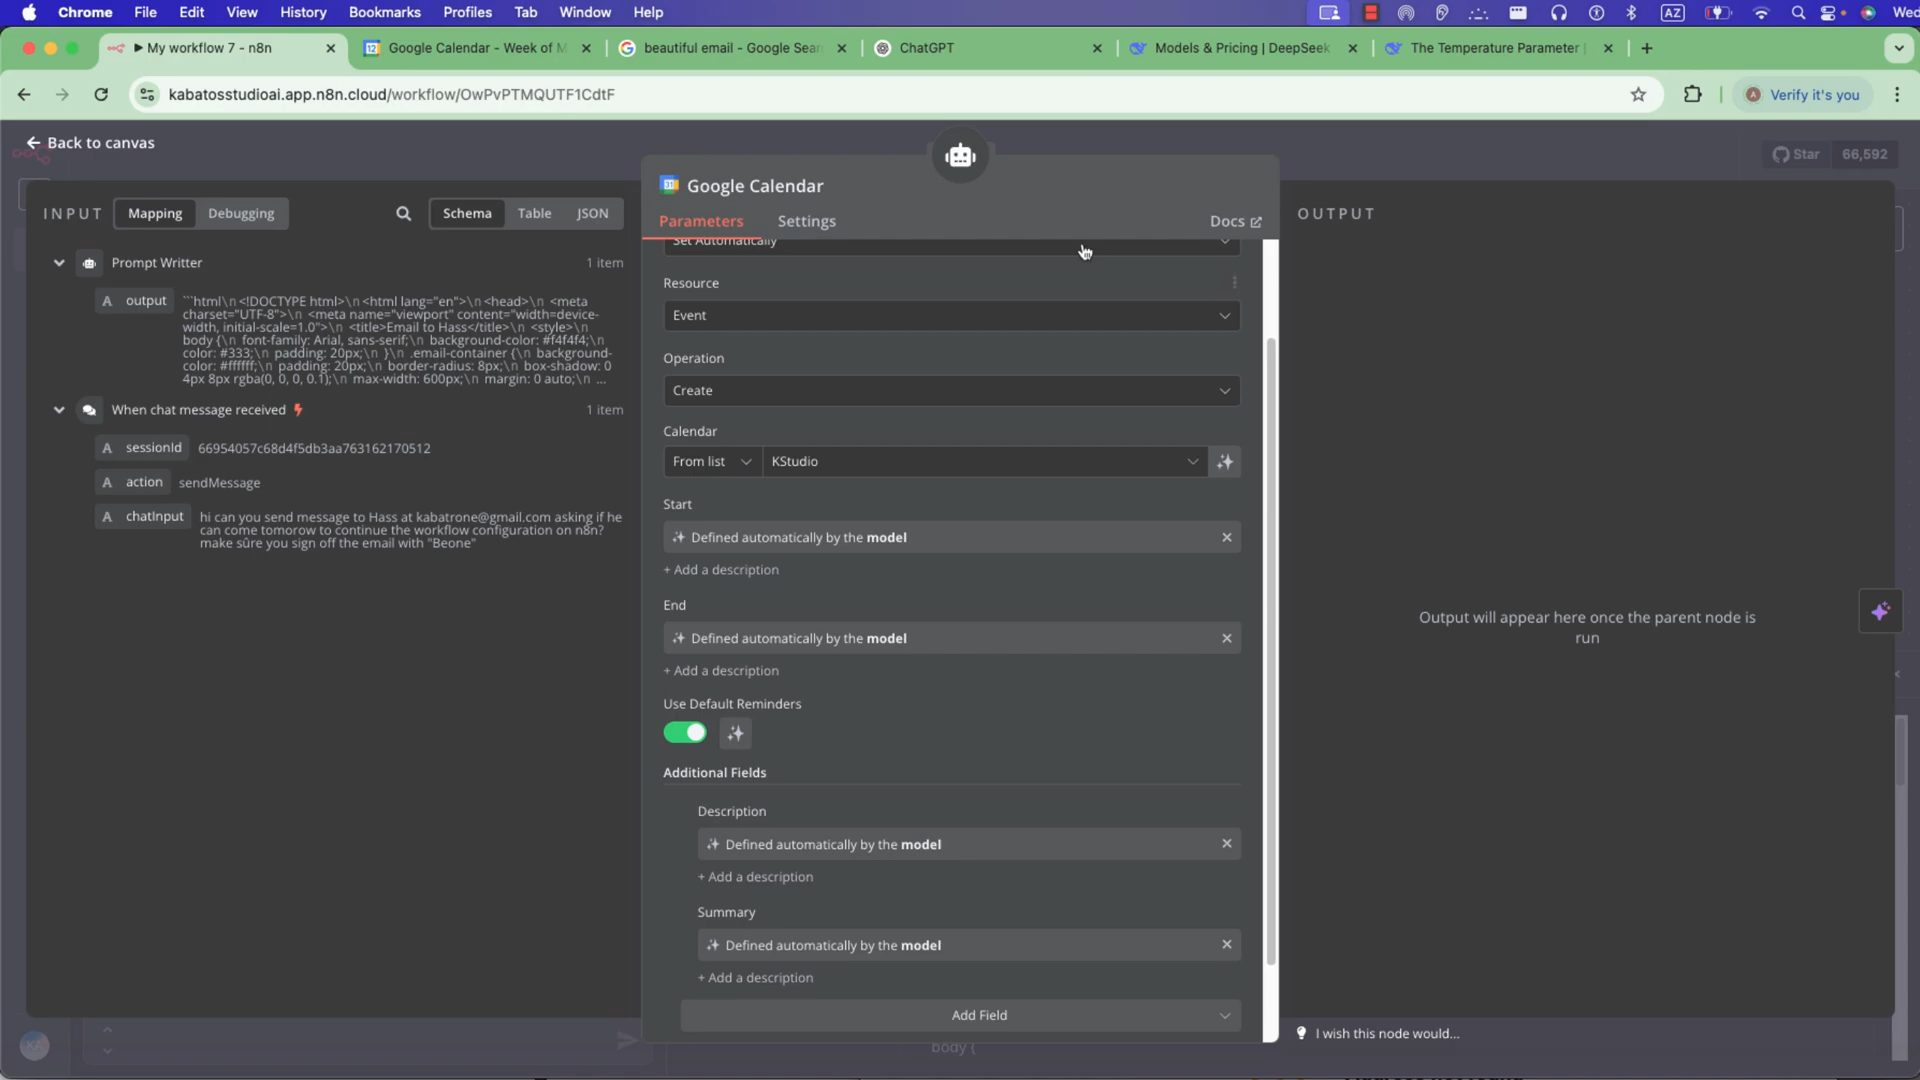 Chrome File Edit View History Bookmarks Profiles Tab Window Help AZ Wed
My workflow 7 - n8n Google Calendar - Week of M beautiful email - Google Sear ChatGPT Models & Pricing | DeepSeek The Temperature Parameter |
kabatosstudioai.app.n8n.cloud/workflow/OwPvPTMQUTF1CdtF A Verify it's you
Back to canvas
Star 66,592
Google Calendar
Parameters Settings Docs
INPUT Mapping Debugging Schema Table JSON
OUTPUT
Prompt Writter 1 item
A output ```html\n<!DOCTYPE html>\n<html lang="en">\n<head>\n <meta
charset="UTF-8">\n <meta name="viewport" content="width=device-
width, initial-scale=1.0">\n <title>Email to Hass</title>\n <style>\n
body {\n font-family: Arial, sans-serif;\n background-color: #f4f4f4;\n
color: #333;\n padding: 20px;\n }\n .email-container {\n background-
color: #ffffff;\n padding: 20px;\n border-radius: 8px;\n box-shadow: 0
4px 8px rgba(0, 0, 0, 0.1);\n max-width: 600px;\n margin: 0 auto;\n ...
When chat message received 1 item
A sessionId 66954057c68d4f5db3aa763162170512
A action sendMessage
A chatInput hi can you send message to Hass at kabatrone@gmail.com asking if he
can come tomorow to continue the workflow configuration on n8n?
make sûre you sign off the email with "Beone"
Set Automatically
Resource
Event
Operation
Create
Calendar
From list KStudio
Start
Defined automatically by the model
+ Add a description
End
Defined automatically by the model
+ Add a description
Use Default Reminders
Additional Fields
Description
Defined automatically by the model
+ Add a description
Summary
Defined automatically by the model
+ Add a description
Add Field
Output will appear here once the parent node is
run
I wish this node would...
KA
body {